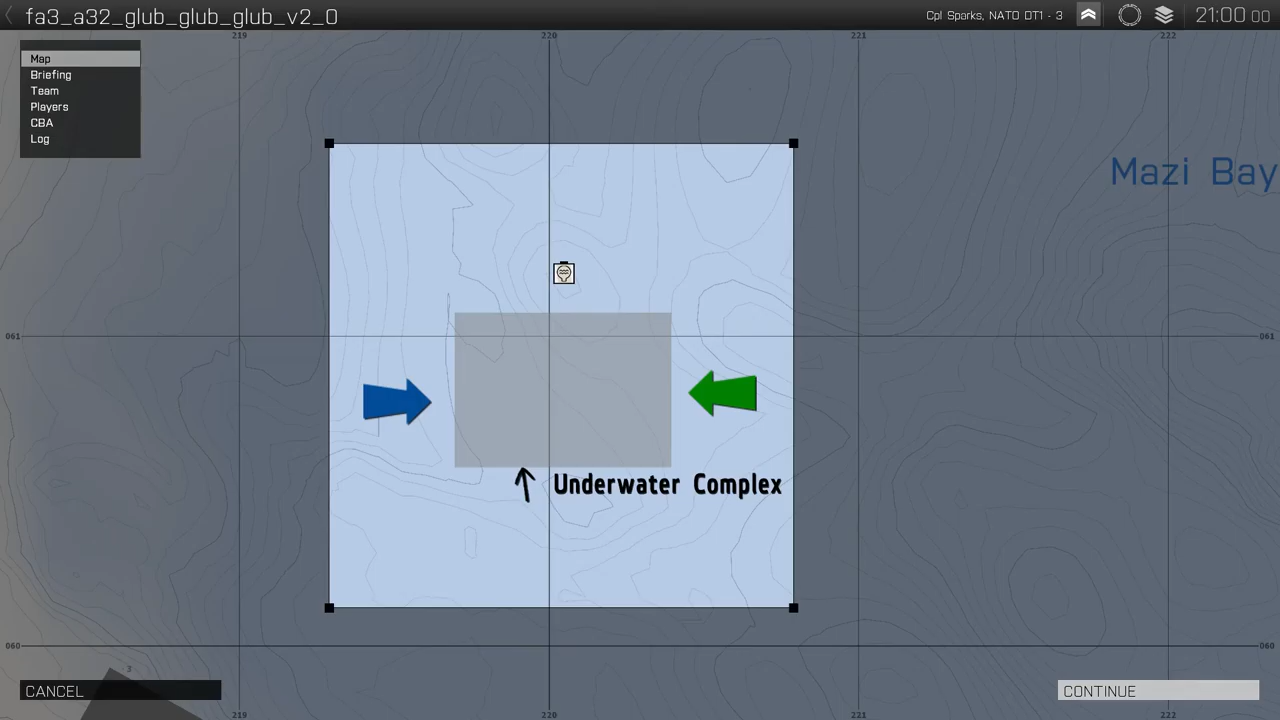 fa3_a32_glub_glub_glub_v2_0
Cpl Sparks, NATO DT1 - 3
21:00 00
219 220 221 222
Map
Briefing
Team
Players
CBA
Log
Mazi Bay
061 061
Underwater Complex
060 060
3
CANCEL
CONTINUE
219 220 221 222